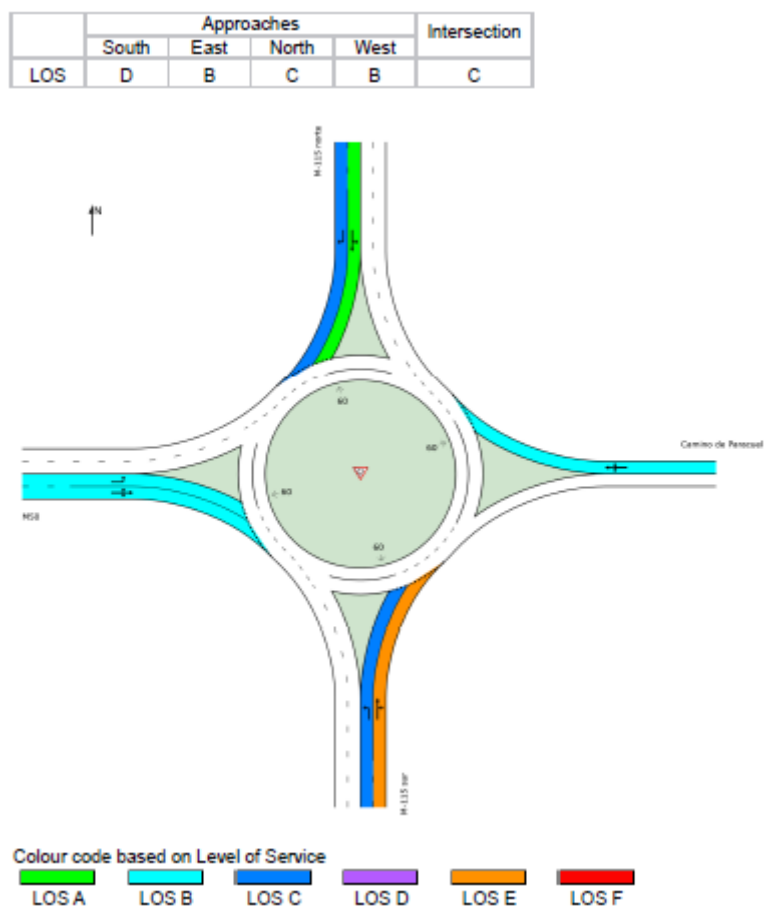 Approaches
Intersection
South East North West
LOS D B C B C
M-115 norte
N
60
60
Camino de Paracuel
60
M50
60
M-115 sur
Colour code based on Level of Service
LOS A LOS B LOS C LOS D LOS E LOS F